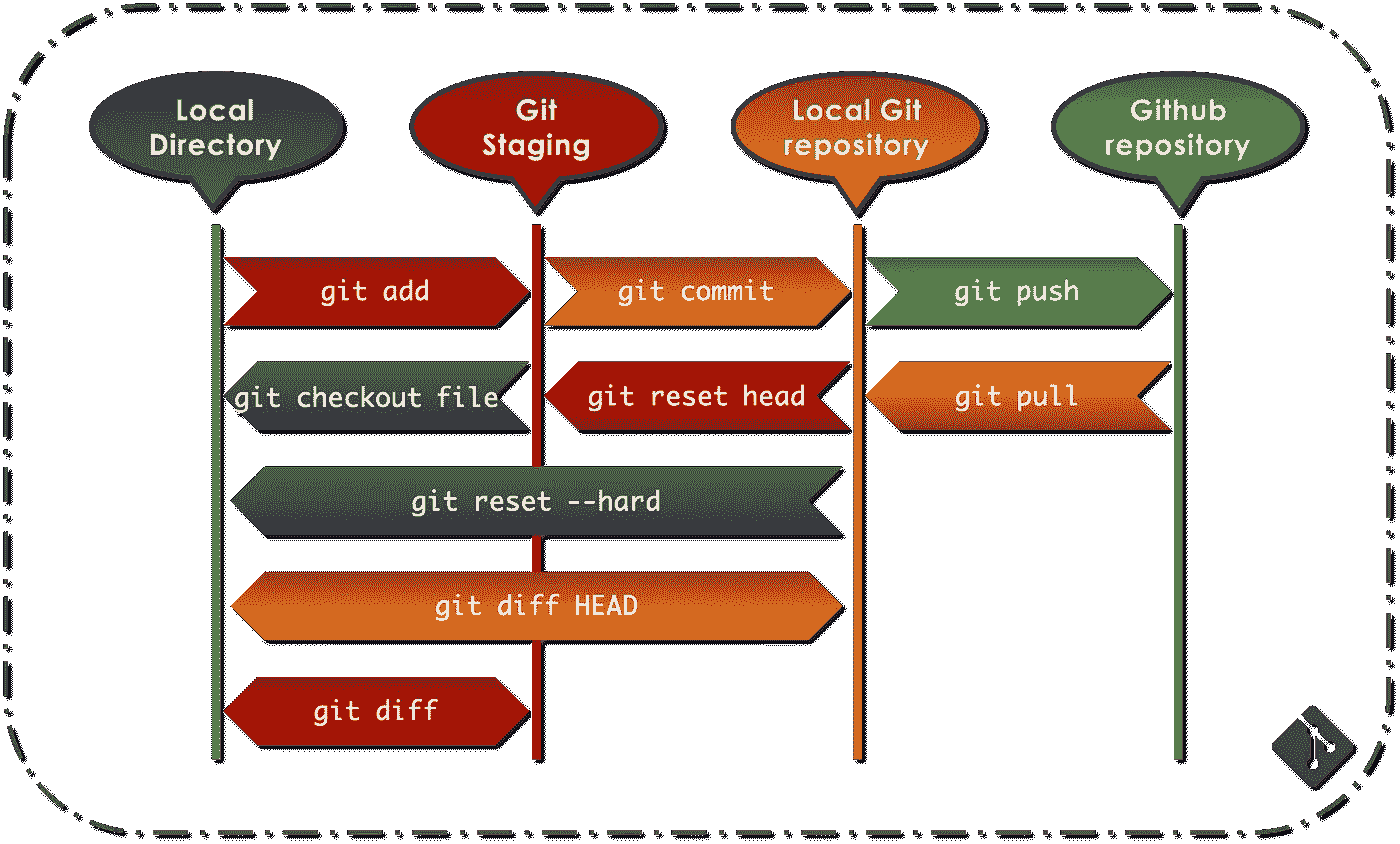 Local
Directory
Git
Staging
Local Git
repository
Github
repository
git add
git commit
git push
git checkout file
git reset head
git pull
git reset --hard
git diff HEAD
git diff